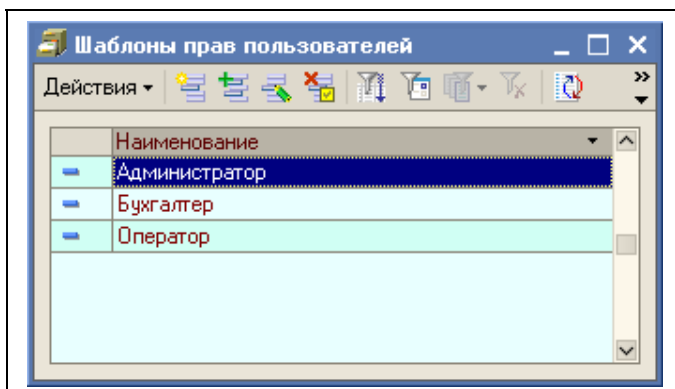 Шаблоны прав пользователей
Действия
Наименование
Администратор
Бухгалтер
Оператор